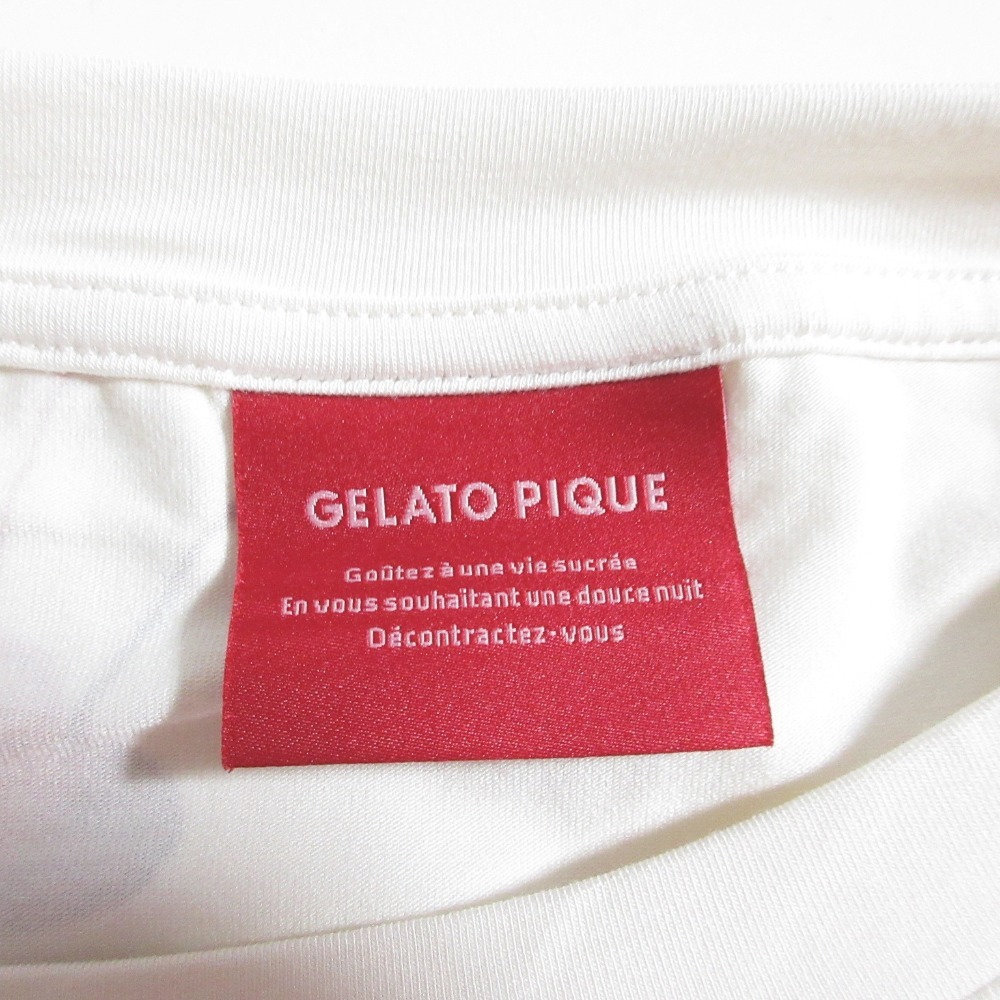 GELATO PIQUE
Goûtez à une vie sucrée
En vous souhaitant une douce nuit
Décontractez-vous